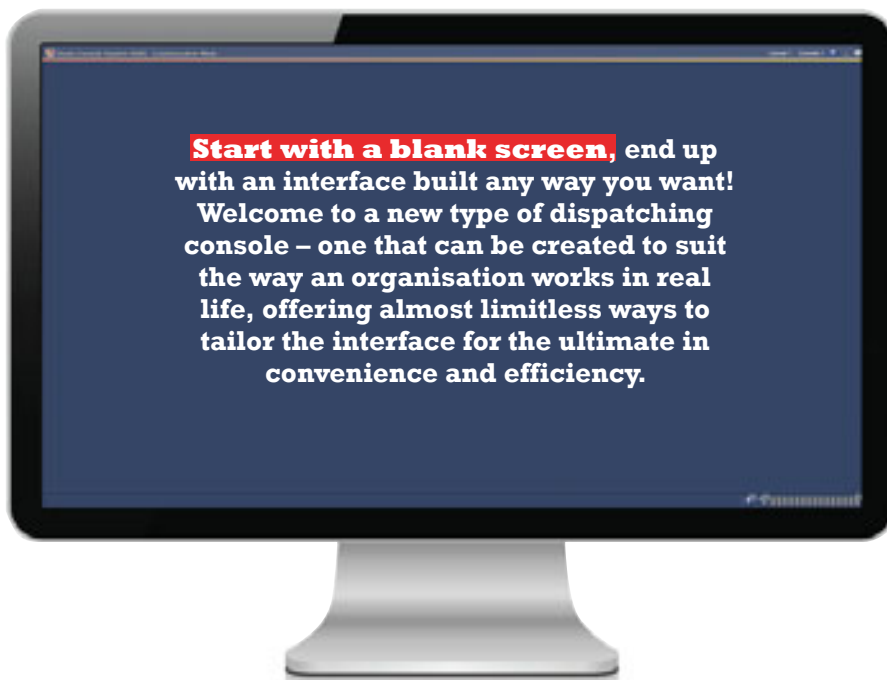 Start with a blank screen, end up
with an interface built any way you want!
Welcome to a new type of dispatching
console – one that can be created to suit
the way an organisation works in real
life, offering almost limitless ways to
tailor the interface for the ultimate in
convenience and efficiency.